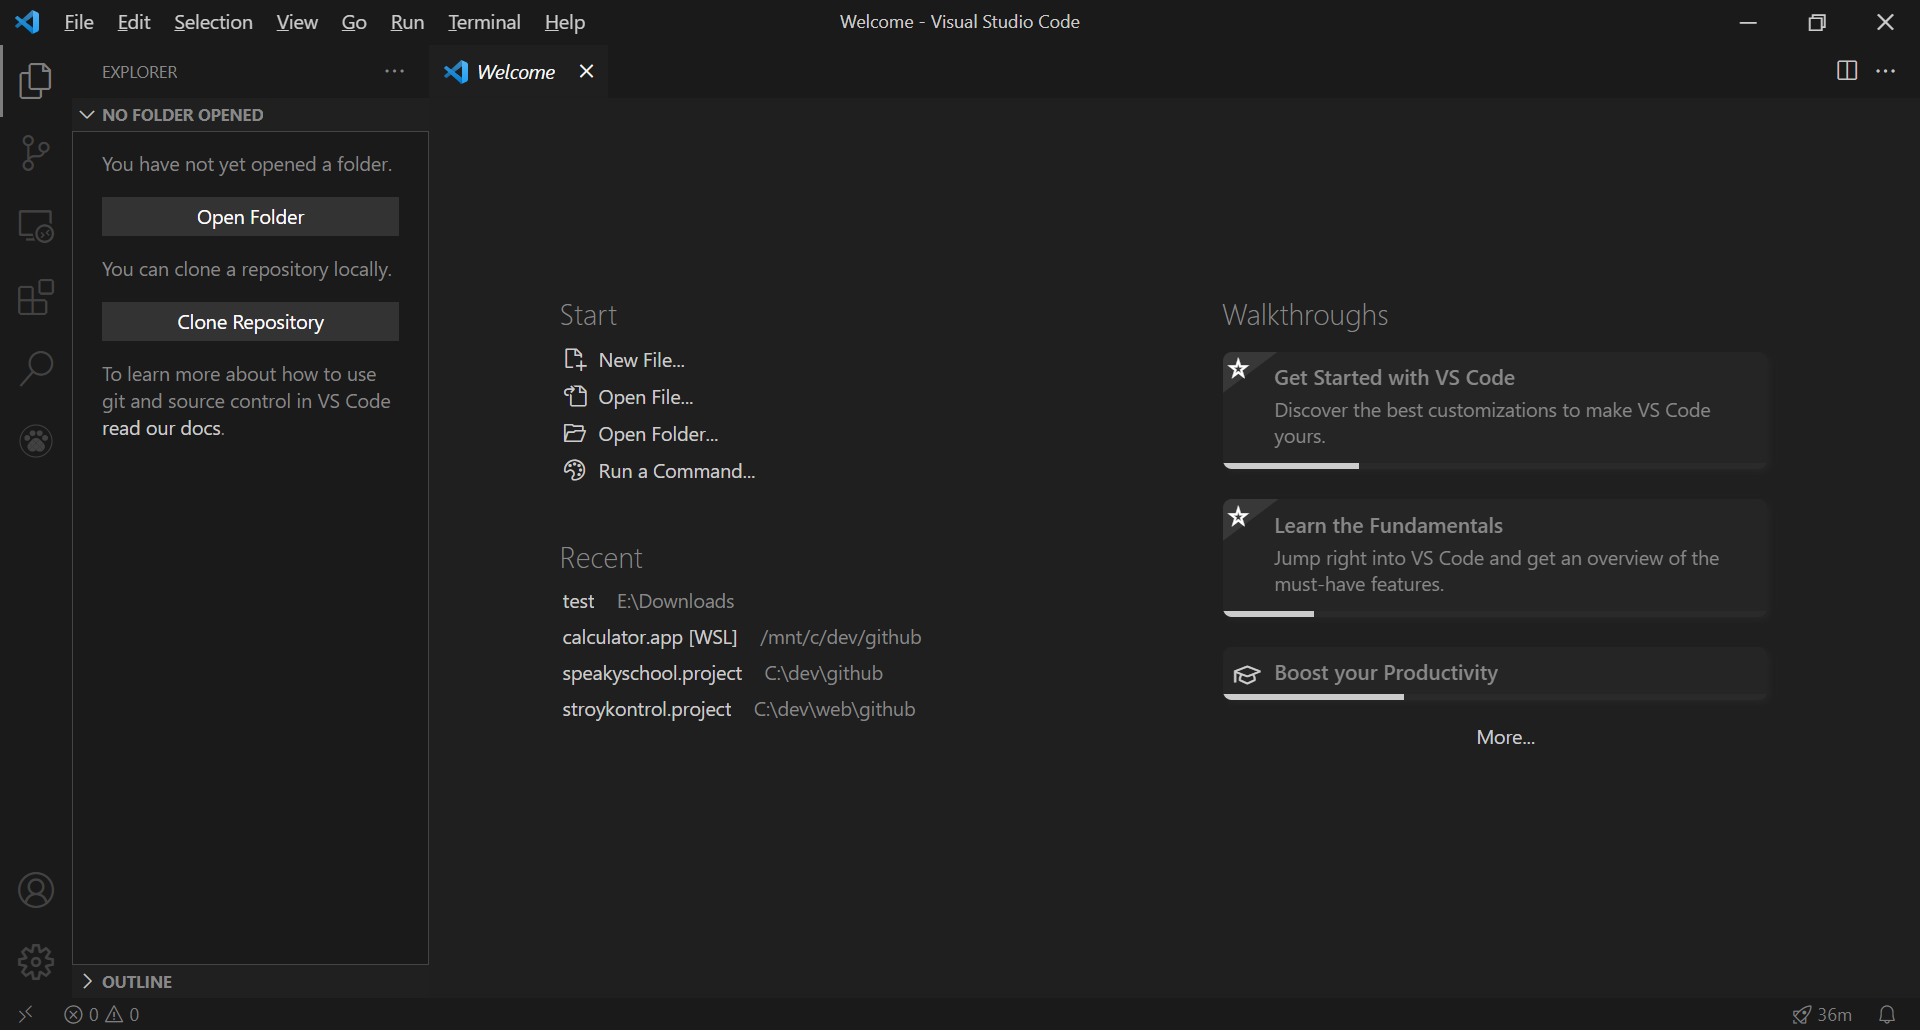 File Edit Selection View Go Run Terminal Help
Welcome - Visual Studio Code
EXPLORER
Welcome
NO FOLDER OPENED
You have not yet opened a folder.
Open Folder
You can clone a repository locally.
Clone Repository
To learn more about how to use
git and source control in VS Code
read our docs.
OUTLINE
Start
New File...
Open File...
Open Folder...
Run a Command...
Recent
test E:\Downloads
calculator.app [WSL] /mnt/c/dev/github
speakyschool.project C:\dev\github
stroykontrol.project C:\dev\web\github
Walkthroughs
Get Started with VS Code
Discover the best customizations to make VS Code
yours.
Learn the Fundamentals
Jump right into VS Code and get an overview of the
must-have features.
Boost your Productivity
More...
0 0
36m